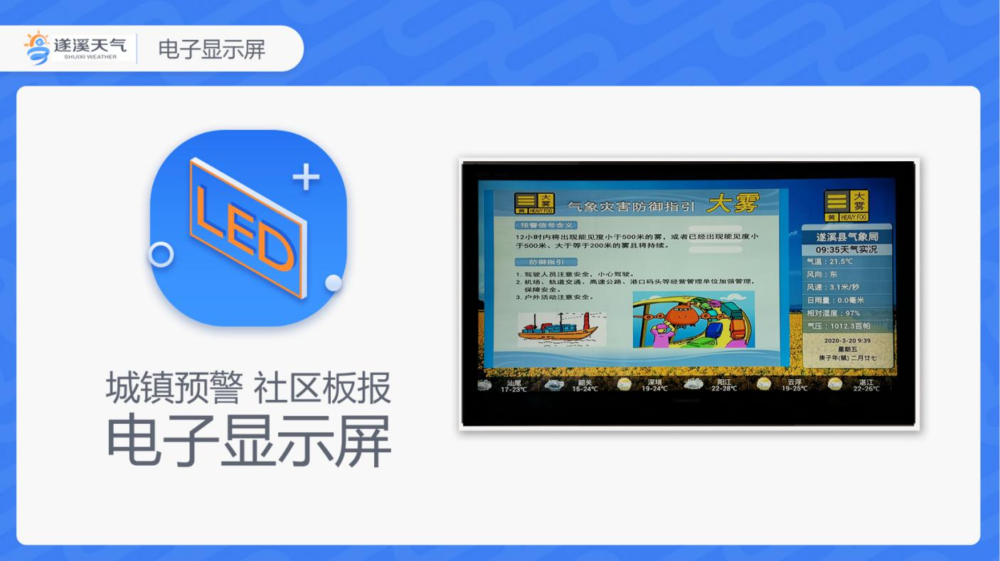 遂溪天气
SHUIXI WEATHER
电子显示屏
LED
城镇预警 社区板报
电子显示屏
大雾
黄 HEAVY FOG
气象灾害防御指引 大雾
预警信号含义
12小时内将出现能见度小于500米的雾，或者已经出现能见度小
于500米、大于等于200米的雾且将持续。
防御指引
1. 驾驶人员注意安全，小心驾驶。
2. 机场、轨道交通、高速公路、港口码头等经营管理单位加强管理，
保障安全。
3. 户外活动注意安全。
大雾
黄 HEAVY FOG
遂溪县气象局
09:35天气实况
气温：21.5℃
风向：东
风速：3.1米/秒
日雨量：0.0毫米
相对湿度：97%
气压：1012.3百帕
2020-3-20 9:39
星期五
庚子年(鼠) 二月廿七
汕尾 韶关 深圳 阳江 云浮 湛江
17-23℃ 15-24℃ 19-24℃ 22-28℃ 19-25℃ 22-26℃
CHANGHONG